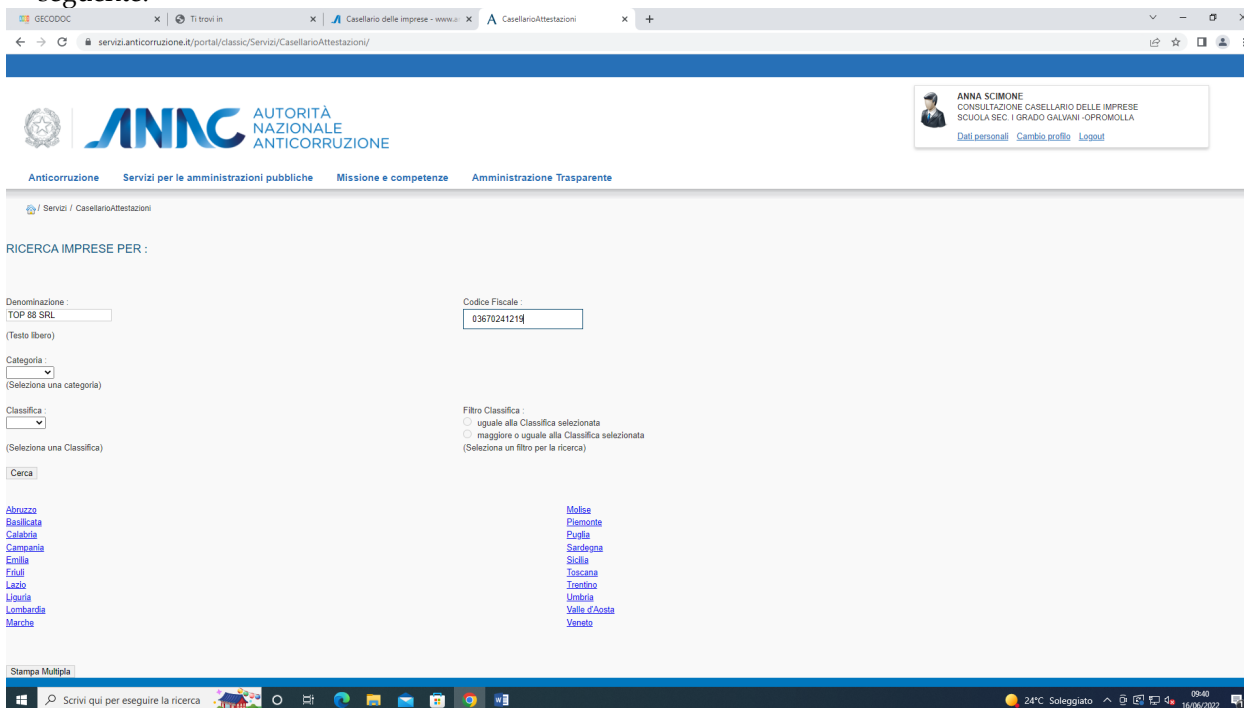 seguente:
GECODOC
Ti trovi in
Casellario delle imprese - www.a
CasellarioAttestazioni
servizi.anticorruzione.it/portal/classic/Servizi/CasellarioAttestazioni/
ANAC AUTORITÀ
NAZIONALE
ANTICORRUZIONE
ANNA SCIMONE
CONSULTAZIONE CASELLARIO DELLE IMPRESE
SCUOLA SEC. I GRADO GALVANI -OPROMOLLA
Dati personali Cambio profilo Logout
Anticorruzione Servizi per le amministrazioni pubbliche Missione e competenze Amministrazione Trasparente
/ Servizi / CasellarioAttestazioni
RICERCA IMPRESE PER :
Denominazione : Codice Fiscale :
TOP 88 SRL 03670241219
(Testo libero)
Categoria :
(Seleziona una categoria)
Classifica : Filtro Classifica :
uguale alla Classifica selezionata
maggiore o uguale alla Classifica selezionata
(Seleziona una Classifica) (Seleziona un filtro per la ricerca)
Cerca
Abruzzo Molise
Basilicata Piemonte
Calabria Puglia
Campania Sardegna
Emilia Sicilia
Friuli Toscana
Lazio Trentino
Liguria Umbria
Lombardia Valle d'Aosta
Marche Veneto
Stampa Multipla
Scrivi qui per eseguire la ricerca
24°C Soleggiato
09:40
16/06/2022